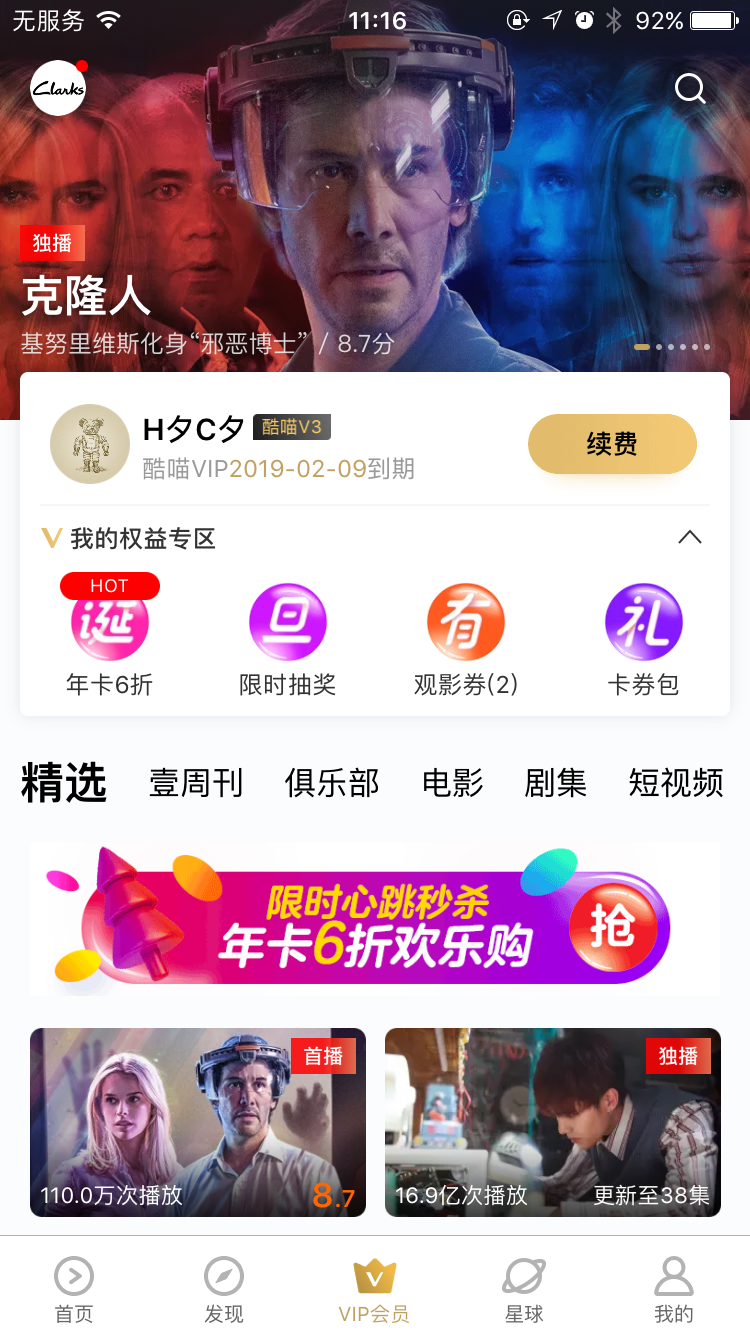 无服务 11:16 92%
Clarks
独播
克隆人
基努里维斯化身“邪恶博士” / 8.7分
H夕C夕 酷喵V3
酷喵VIP2019-02-09到期
续费
V 我的权益专区
HOT
诞 旦 有 礼
年卡6折 限时抽奖 观影券(2) 卡券包
精选 壹周刊 俱乐部 电影 剧集 短视频
限时心跳秒杀
年卡6折欢乐购
抢
首播
110.0万次播放 8.7
独播
16.9亿次播放 更新至38集
首页 发现 VIP会员 星球 我的